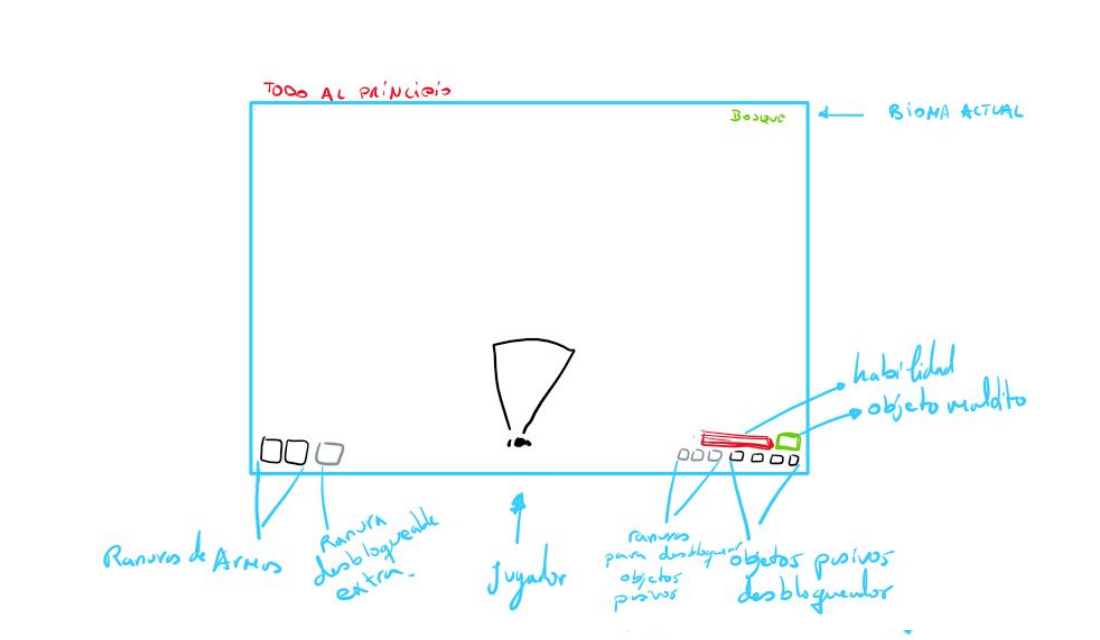 TODO AL PRÍNCIPIO
Bosque
BIOMA ACTUAL
habilidad
objeto maldito
Ranuras de Armas
Ranura
desbloqueable
extra.
Jugador
ranuras
para desbloquear
objetos
pasivos
objetos pasivos
desbloqueados